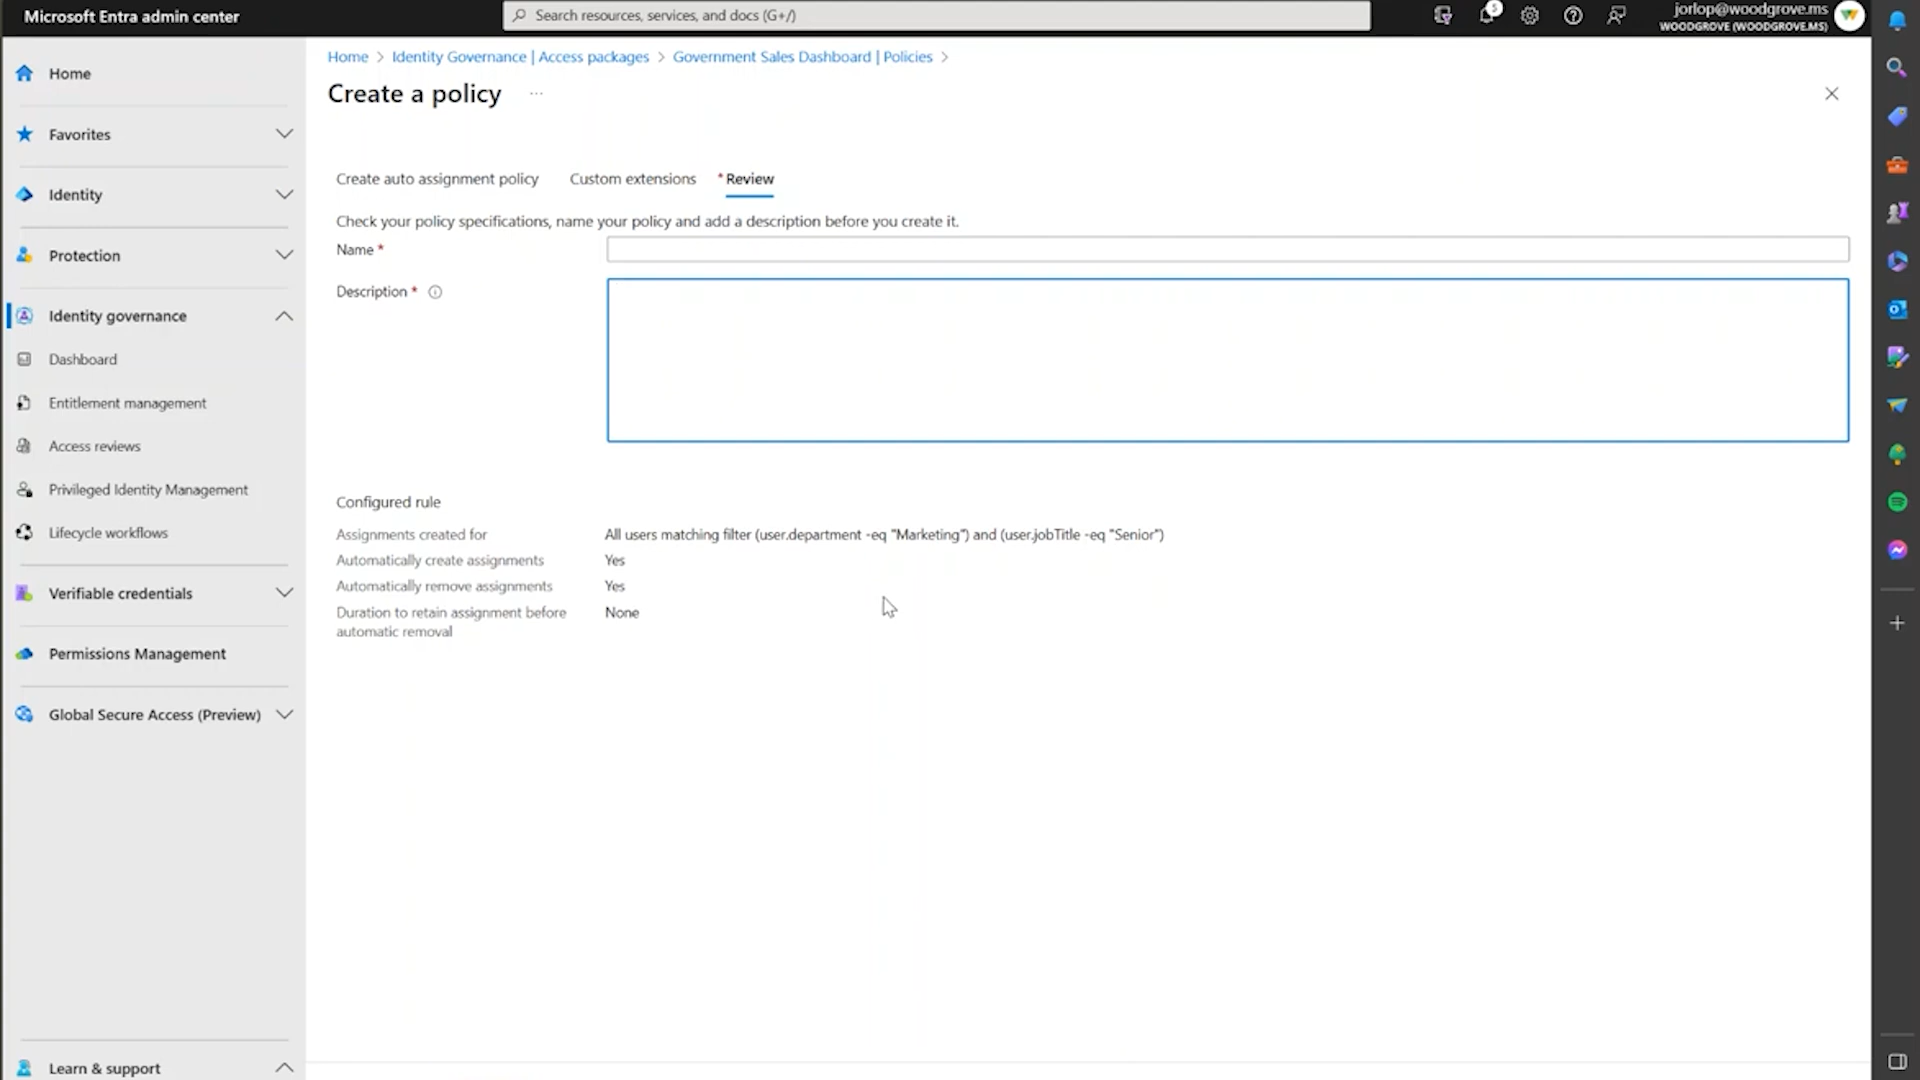 Microsoft Entra admin center
Search resources, services, and docs (G+/)
5
jorlop@woodgrove.ms
WOODGROVE (WOODGROVE.MS)
Home
Favorites
Identity
Protection
Identity governance
Dashboard
Entitlement management
Access reviews
Privileged Identity Management
Lifecycle workflows
Verifiable credentials
Permissions Management
Global Secure Access (Preview)
Learn & support
Home > Identity Governance | Access packages > Government Sales Dashboard | Policies >
Create a policy ...
Create auto assignment policy Custom extensions * Review
Check your policy specifications, name your policy and add a description before you create it.
Name *
Description *
Configured rule
Assignments created for All users matching filter (user.department -eq "Marketing") and (user.jobTitle -eq "Senior")
Automatically create assignments Yes
Automatically remove assignments Yes
Duration to retain assignment before None
automatic removal